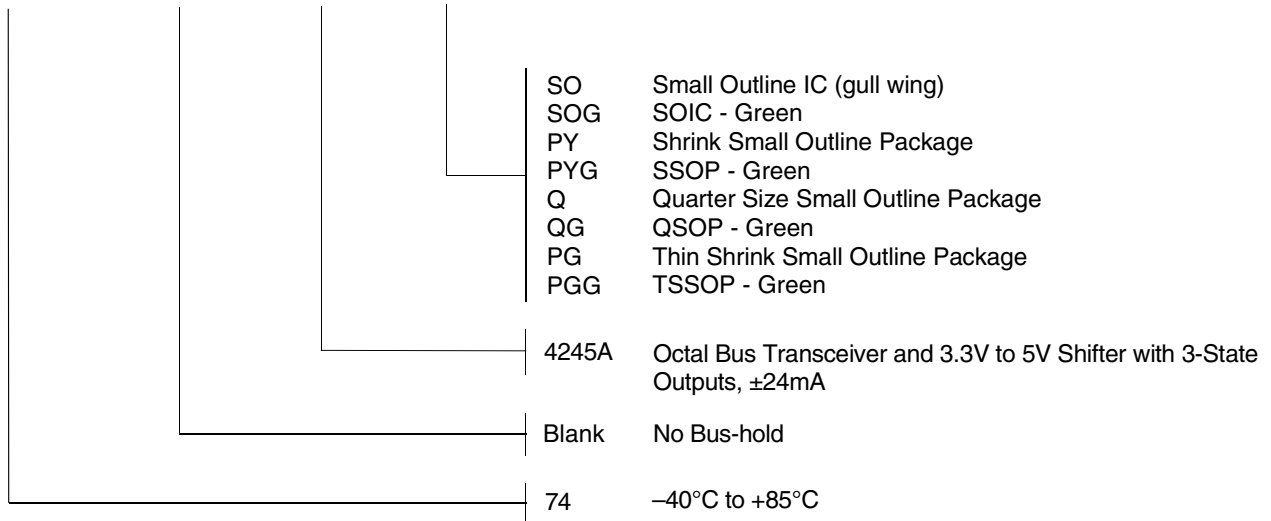 SO Small Outline IC (gull wing)
SOG SOIC - Green
PY Shrink Small Outline Package
PYG SSOP - Green
Q Quarter Size Small Outline Package
QG QSOP - Green
PG Thin Shrink Small Outline Package
PGG TSSOP - Green
4245A Octal Bus Transceiver and 3.3V to 5V Shifter with 3-State
Outputs, ±24mA
Blank No Bus-hold
74 –40°C to +85°C